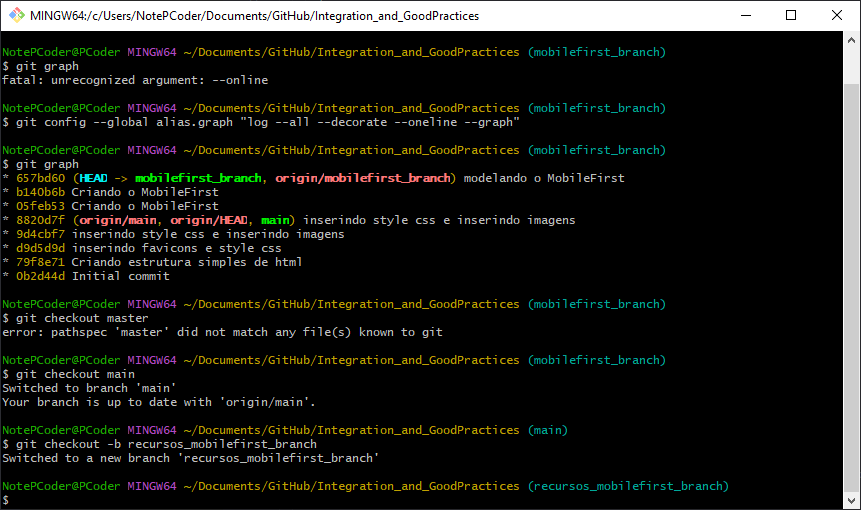 MINGW64:/c/Users/NotePCoder/Documents/GitHub/Integration_and_GoodPractices
NotePCoder@PCoder MINGW64 ~/Documents/GitHub/Integration_and_GoodPractices (mobilefirst_branch)
$ git graph
fatal: unrecognized argument: --online
NotePCoder@PCoder MINGW64 ~/Documents/GitHub/Integration_and_GoodPractices (mobilefirst_branch)
$ git config --global alias.graph "log --all --decorate --oneline --graph"
NotePCoder@PCoder MINGW64 ~/Documents/GitHub/Integration_and_GoodPractices (mobilefirst_branch)
$ git graph
* 657bd60 (HEAD -> mobilefirst_branch, origin/mobilefirst_branch) modelando o MobileFirst
* b140b6b Criando o MobileFirst
* 05feb53 Criando o MobileFirst
* 8820d7f (origin/main, origin/HEAD, main) inserindo style css e inserindo imagens
* 9d4cbf7 inserindo style css e inserindo imagens
* d9d5d9d inserindo favicons e style css
* 79f8e71 Criando estrutura simples de html
* 0b2d44d Initial commit
NotePCoder@PCoder MINGW64 ~/Documents/GitHub/Integration_and_GoodPractices (mobilefirst_branch)
$ git checkout master
error: pathspec 'master' did not match any file(s) known to git
NotePCoder@PCoder MINGW64 ~/Documents/GitHub/Integration_and_GoodPractices (mobilefirst_branch)
$ git checkout main
Switched to branch 'main'
Your branch is up to date with 'origin/main'.
NotePCoder@PCoder MINGW64 ~/Documents/GitHub/Integration_and_GoodPractices (main)
$ git checkout -b recursos_mobilefirst_branch
Switched to a new branch 'recursos_mobilefirst_branch'
NotePCoder@PCoder MINGW64 ~/Documents/GitHub/Integration_and_GoodPractices (recursos_mobilefirst_branch)
$